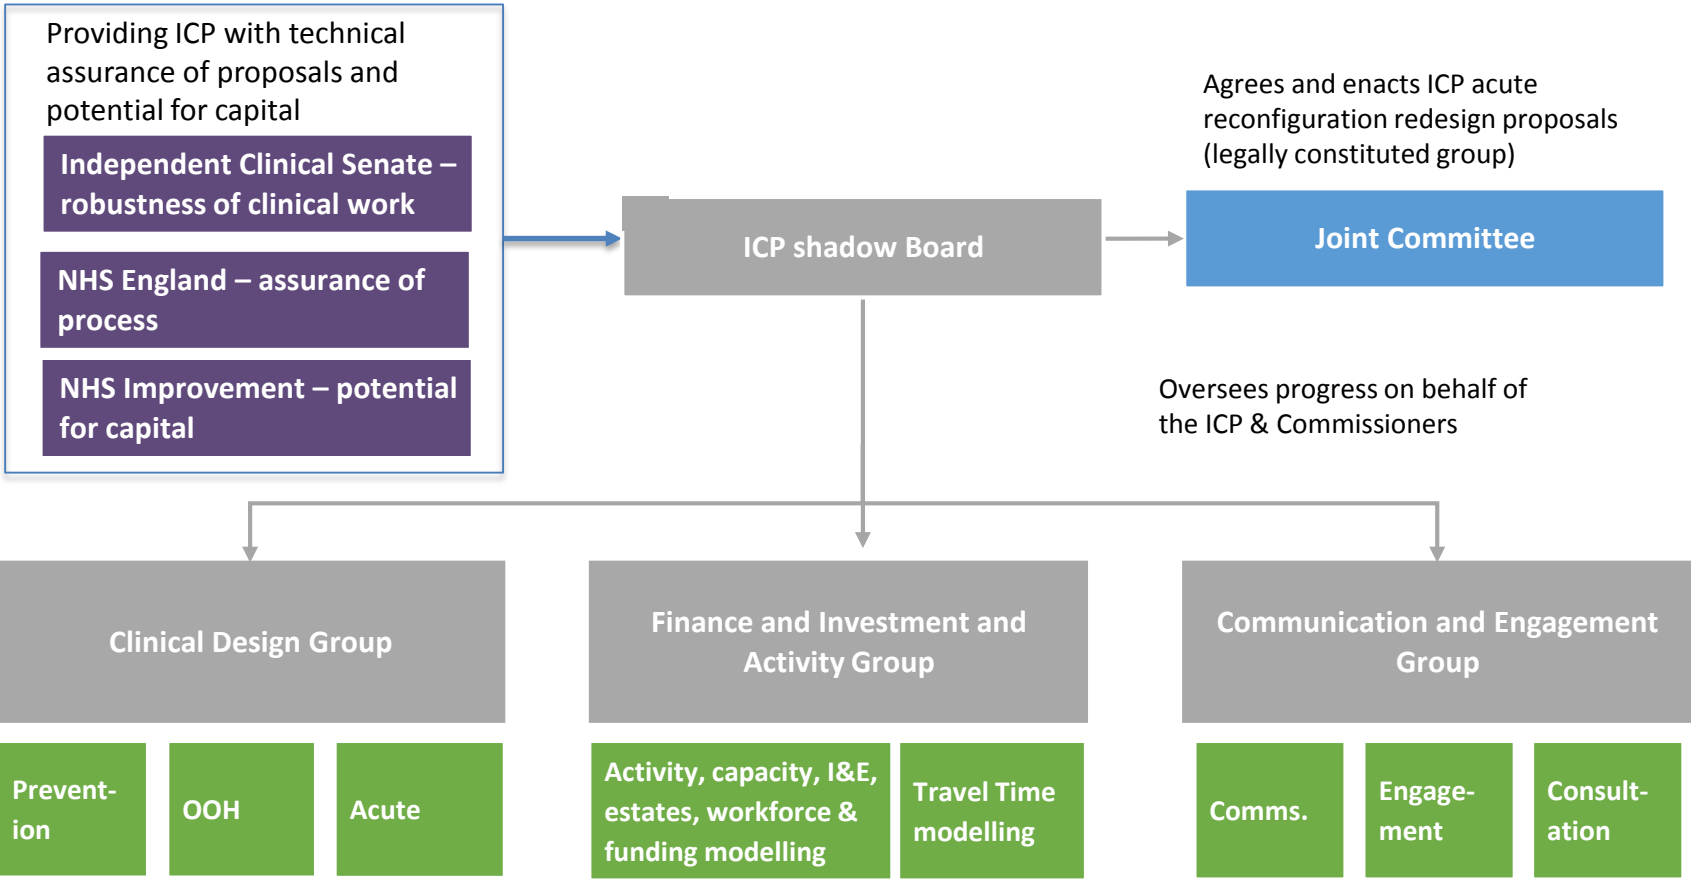 Providing ICP with technical
assurance of proposals and
potential for capital
Independent Clinical Senate –
robustness of clinical work
NHS England – assurance of
process
NHS Improvement – potential
for capital
ICP shadow Board
Agrees and enacts ICP acute
reconfiguration redesign proposals
(legally constituted group)
Joint Committee
Oversees progress on behalf of
the ICP & Commissioners
Clinical Design Group
Finance and Investment and
Activity Group
Communication and Engagement
Group
Prevent-
ion
OOH
Acute
Activity, capacity, I&E,
estates, workforce &
funding modelling
Travel Time
modelling
Comms.
Engage-
ment
Consult-
ation